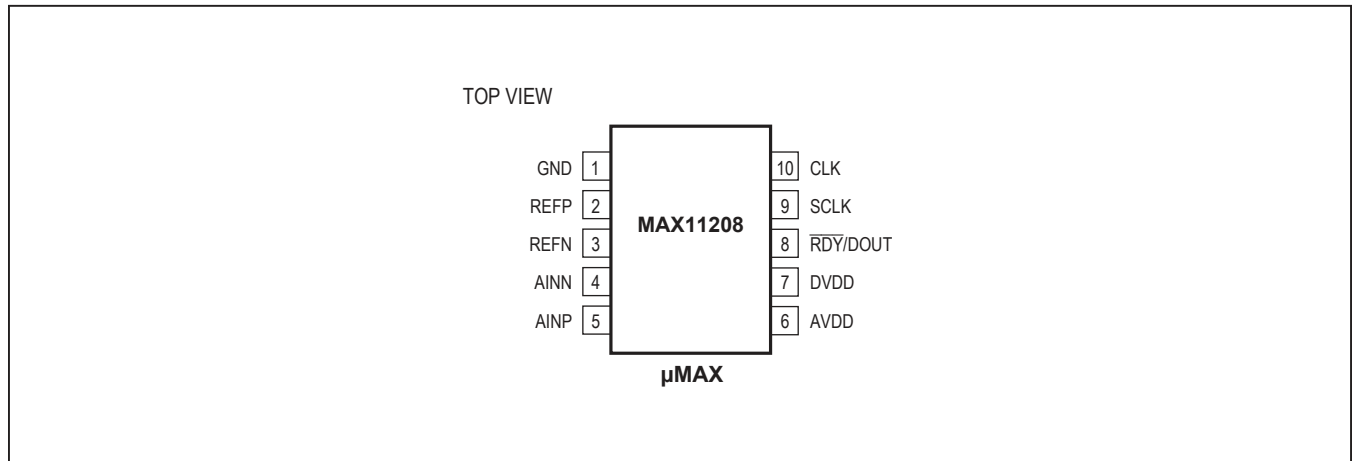 TOP VIEW
GND 1
REFP 2
REFN 3
AINN 4
AINP 5
MAX11208
10 CLK
9 SCLK
8 R̅D̅Y̅/DOUT
7 DVDD
6 AVDD
µMAX